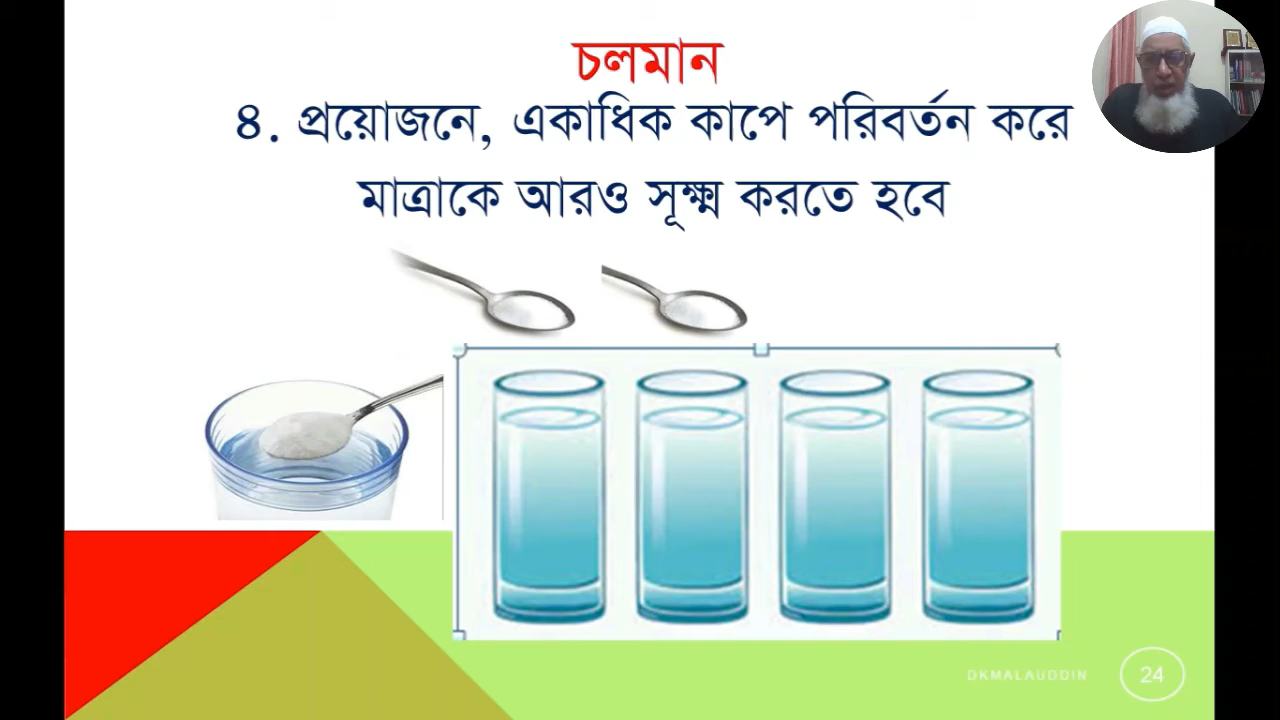 চলমান
৪. প্রয়োজনে, একাধিক কাপে পরিবর্তন করে
মাত্রাকে আরও সূক্ষ্ম করতে হবে
DKMALAUDDIN
24